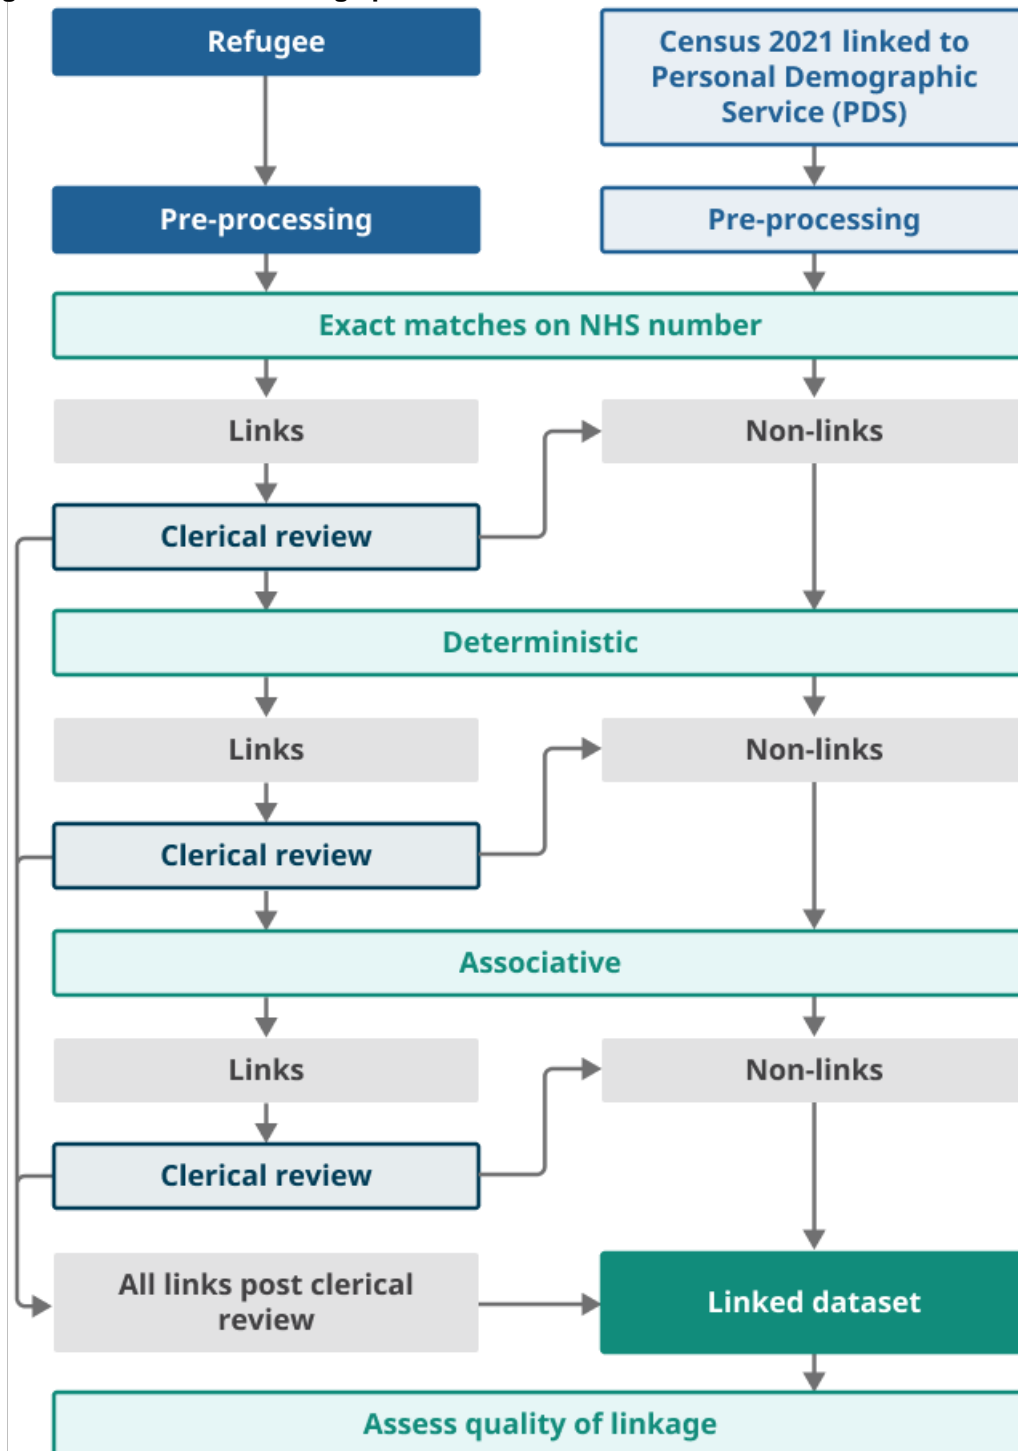 Refugee
Census 2021 linked to
Personal Demographic
Service (PDS)
Pre-processing
Pre-processing
Exact matches on NHS number
Links
Non-links
Clerical review
Deterministic
Links
Non-links
Clerical review
Associative
Links
Non-links
Clerical review
All links post clerical
review
Linked dataset
Assess quality of linkage